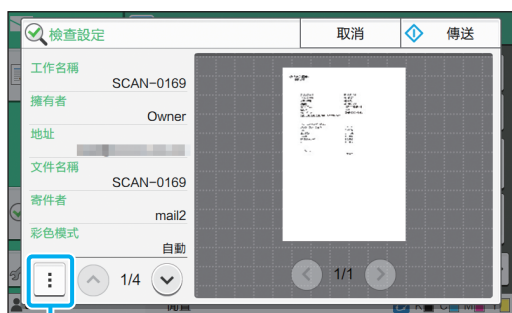 檢查設定
取消
傳送
工作名稱
SCAN-0169
擁有者
Owner
地址
文件名稱
SCAN-0169
寄件者
mail2
彩色模式
自動
1/4
1/1
閒置
K
C
M
Y